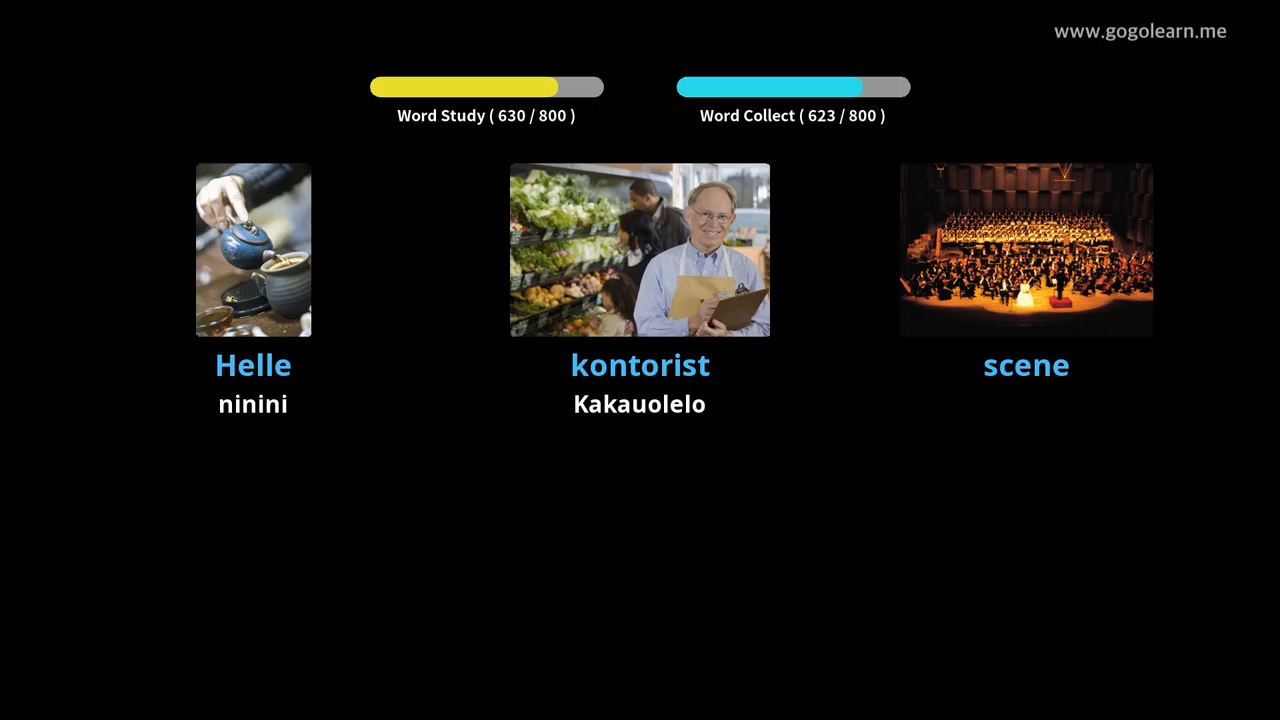 www.gogolearn.me
Word Study ( 630 / 800 )
Word Collect ( 623 / 800 )
Helle
kontorist
scene
ninini
Kakauolelo